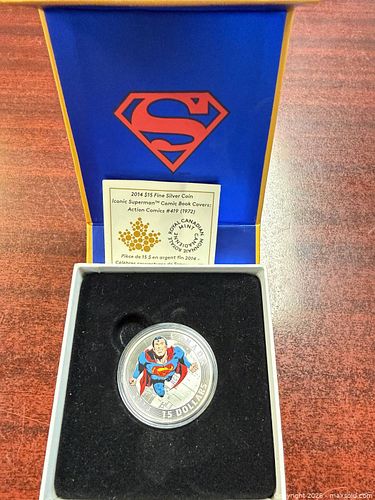 2014 $15 Fine Silver Coin
Iconic Superman™ Comic Book Covers:
Action Comics #419 (1972)
ROYAL CANADIAN MINT
MONNAIE ROYALE CANADIENNE
Pièce de 15 $ en argent fin 2014 –
15 DOLLARS
copyright 2026 - maxsold.com